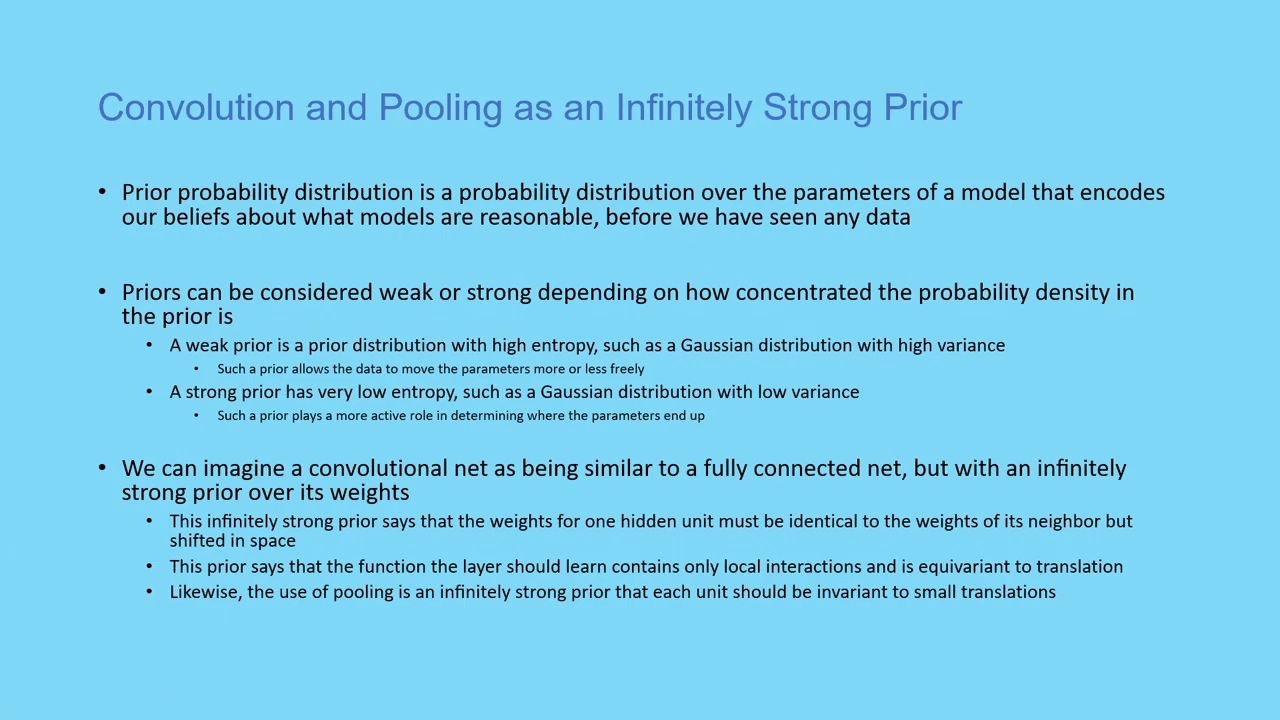 Convolution and Pooling as an Infinitely Strong Prior
• Prior probability distribution is a probability distribution over the parameters of a model that encodes
our beliefs about what models are reasonable, before we have seen any data
• Priors can be considered weak or strong depending on how concentrated the probability density in
the prior is
• A weak prior is a prior distribution with high entropy, such as a Gaussian distribution with high variance
• Such a prior allows the data to move the parameters more or less freely
• A strong prior has very low entropy, such as a Gaussian distribution with low variance
• Such a prior plays a more active role in determining where the parameters end up
• We can imagine a convolutional net as being similar to a fully connected net, but with an infinitely
strong prior over its weights
• This infinitely strong prior says that the weights for one hidden unit must be identical to the weights of its neighbor but
shifted in space
• This prior says that the function the layer should learn contains only local interactions and is equivariant to translation
• Likewise, the use of pooling is an infinitely strong prior that each unit should be invariant to small translations